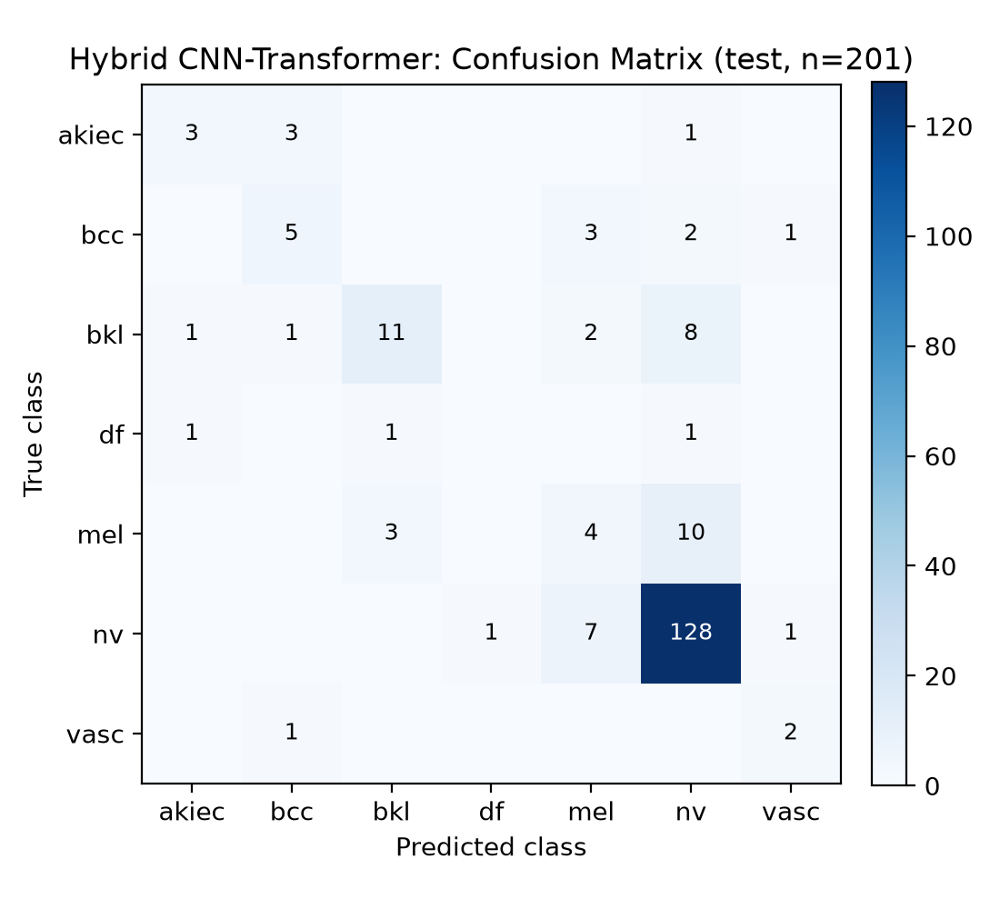 Hybrid CNN-Transformer: Confusion Matrix (test, n=201)
akiec 3 3 1
bcc 5 3 2 1
bkl 1 1 11 2 8
df 1 1 1
mel 3 4 10
nv 1 7 128 1
vasc 1 2
akiec bcc bkl df mel nv vasc
Predicted class
True class
120
100
80
60
40
20
0